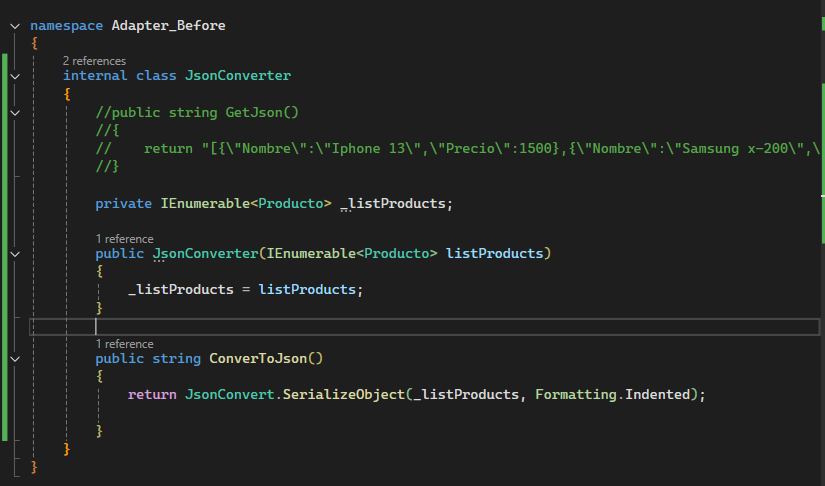 namespace Adapter_Before
{
2 references
internal class JsonConverter
{
//public string GetJson()
//{
//    return "[{\"Nombre\":\"Iphone 13\",\"Precio\":1500},{\"Nombre\":\"Samsung x-200\",\
//}
private IEnumerable<Producto> _listProducts;
1 reference
public JsonConverter(IEnumerable<Producto> listProducts)
{
_listProducts = listProducts;
}
1 reference
public string ConverToJson()
{
return JsonConvert.SerializeObject(_listProducts, Formatting.Indented);
}
}
}